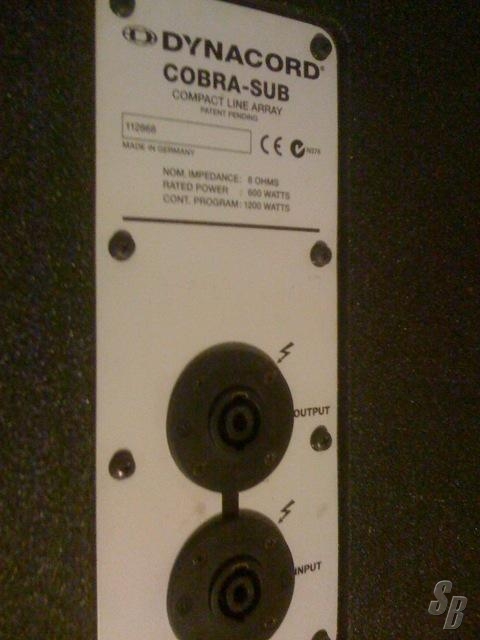 DYNACORD®
COBRA-SUB
COMPACT LINE ARRAY
PATENT PENDING
112868
CE N274
MADE IN GERMANY
NOM. IMPEDANCE: 8 OHMS
RATED POWER : 600 WATTS
CONT. PROGRAM: 1200 WATTS
OUTPUT
INPUT
SB